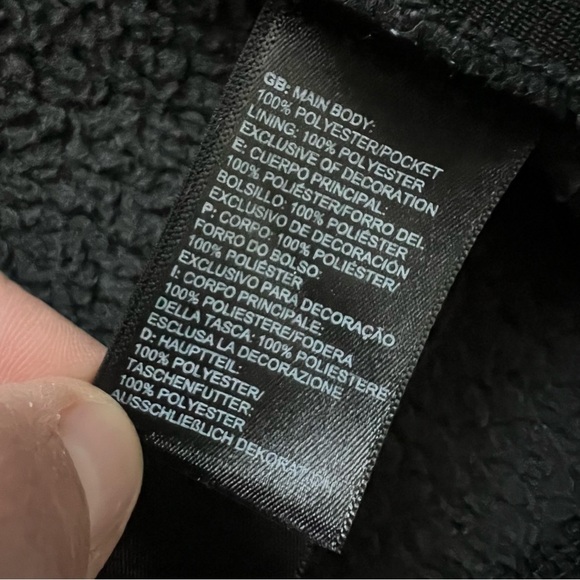 GB: MAIN BODY:
100% POLYESTER/POCKET
LINING: 100% POLYESTER
EXCLUSIVE OF DECORATION
E: CUERPO PRINCIPAL:
100% POLIÉSTER/FORRO DEL
BOLSILLO: 100% POLIÉSTER
EXCLUSIVO DE DECORACIÓN
P: CORPO: 100% POLIÉSTER/
FORRO DO BOLSO:
100% POLIÉSTER
EXCLUSIVO PARA DECORAÇÃO
I: CORPO PRINCIPALE:
100% POLIESTERE/FODERA
DELLA TASCA: 100% POLIESTERE
ESCLUSA LA DECORAZIONE
D: HAUPTTEIL:
100% POLYESTER/
TASCHENFUTTER:
100% POLYESTER
AUSSCHLIEßLICH DEKORATION